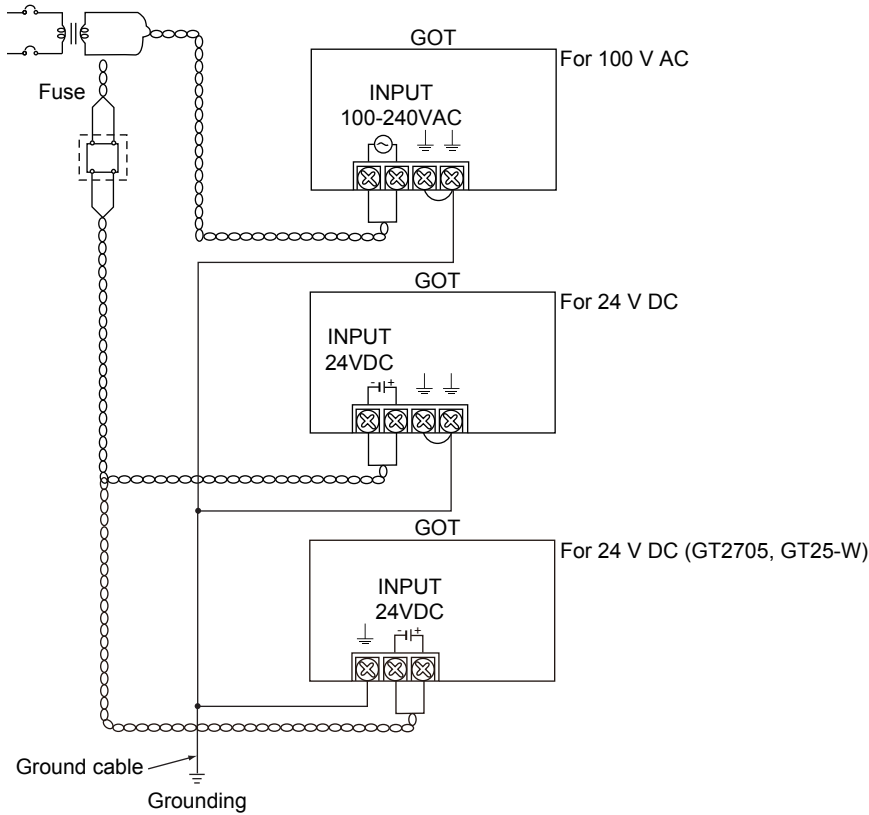 GOT
For 100 V AC
Fuse
INPUT
100-240VAC
GOT
For 24 V DC
INPUT
24VDC
- +
GOT
For 24 V DC (GT2705, GT25-W)
INPUT
24VDC
- +
Ground cable
Grounding